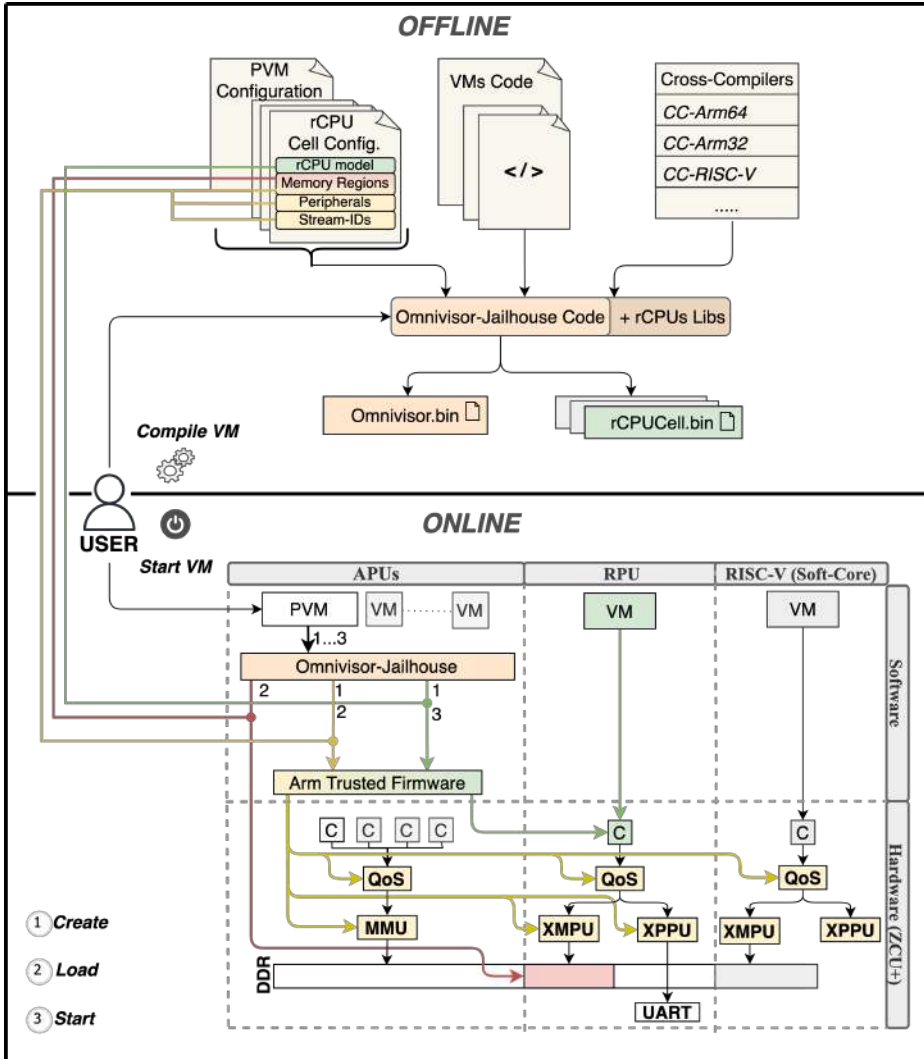 OFFLINE
PVM
Configuration
rCPU
Cell Config.
rCPU model
Memory Regions
Peripherals
Stream-IDs
VMs Code
</>
Cross-Compilers
CC-Arm64
CC-Arm32
CC-RISC-V
.....
Omnivisor-Jailhouse Code
+ rCPUs Libs
Omnivisor.bin
rCPUCell.bin
Compile VM
USER
Start VM
ONLINE
APUs
RPU
RISC-V (Soft-Core)
PVM
VM
VM
VM
VM
1...3
Omnivisor-Jailhouse
2
1
2
1
3
Arm Trusted Firmware
Software
C
C
C
C
C
C
QoS
QoS
QoS
MMU
XMPU
XPPU
XMPU
XPPU
DDR
UART
Hardware (ZCU+)
1 Create
2 Load
3 Start